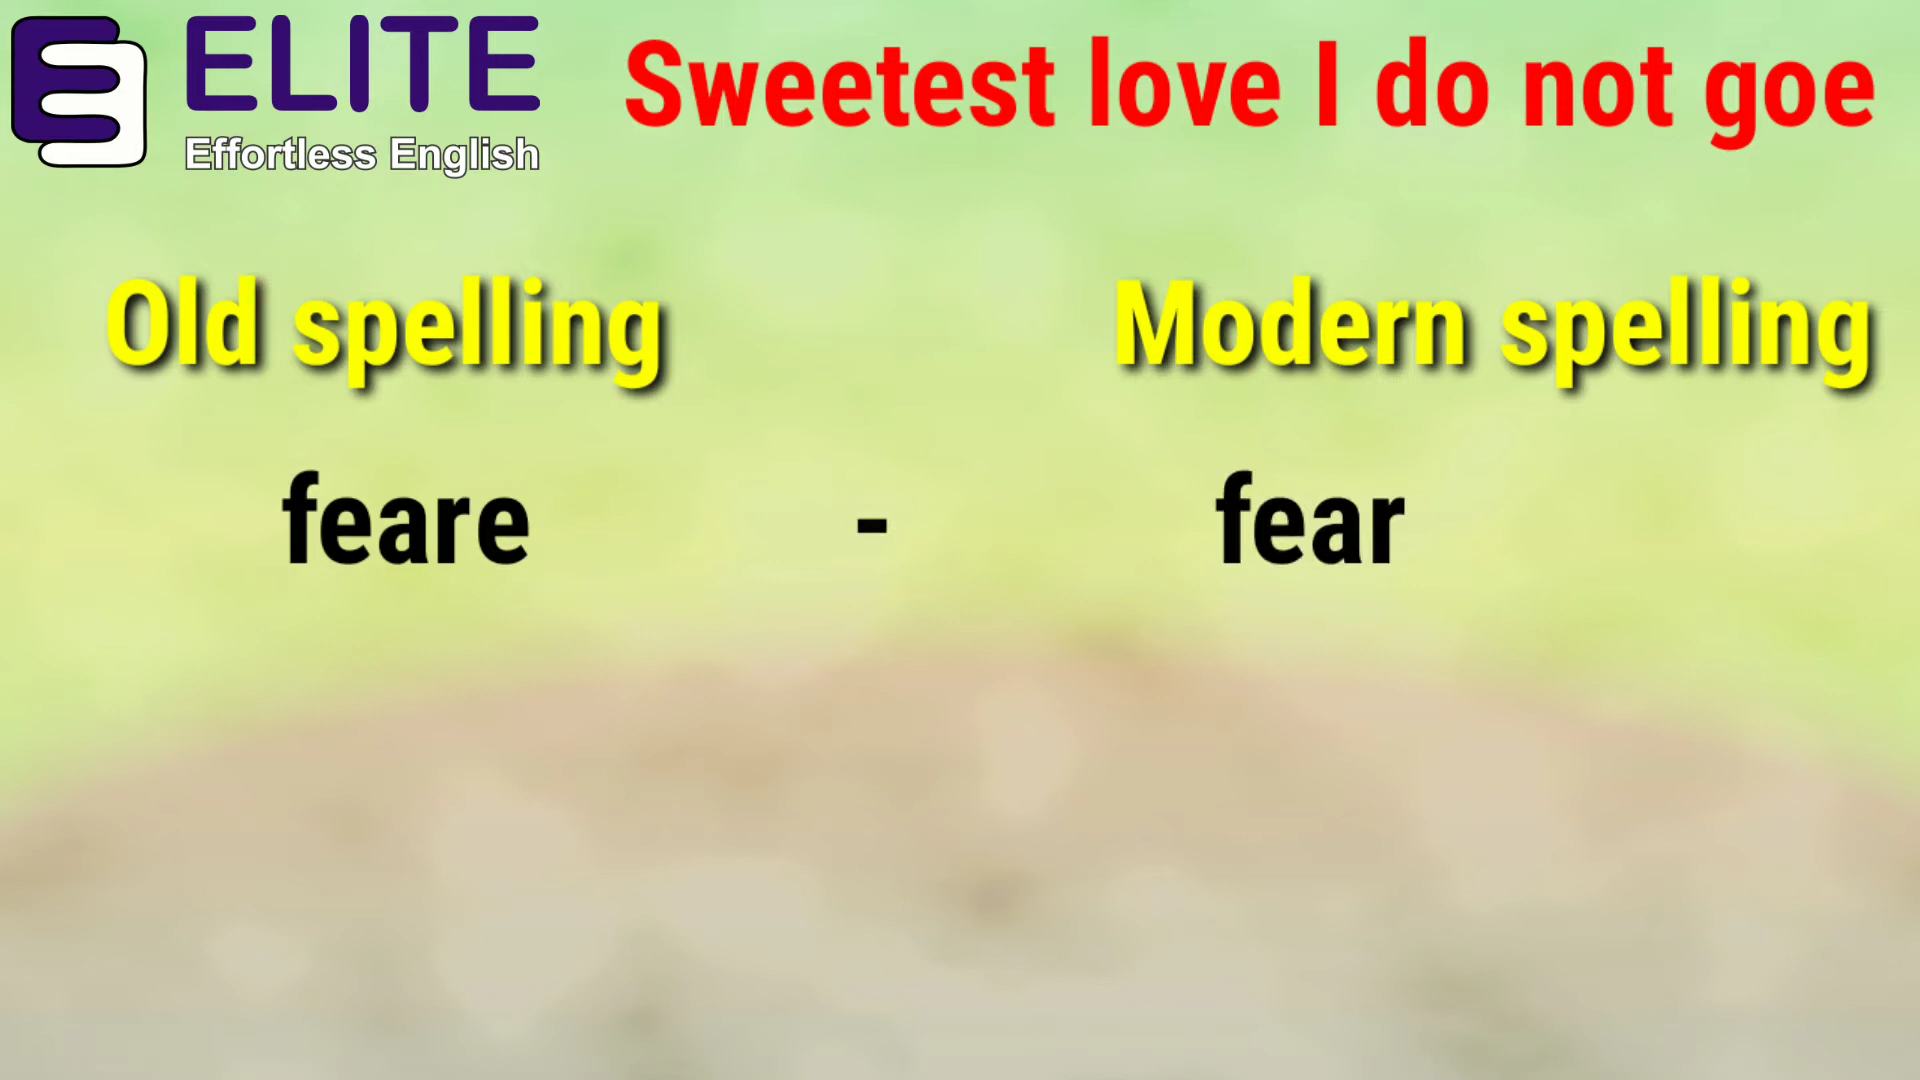 ELITE
Effortless English
Sweetest love I do not goe
Old spelling Modern spelling
feare - fear